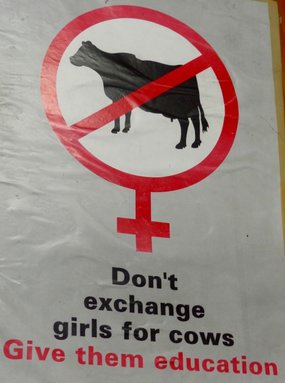 Don't
exchange
girls for cows
Give them education